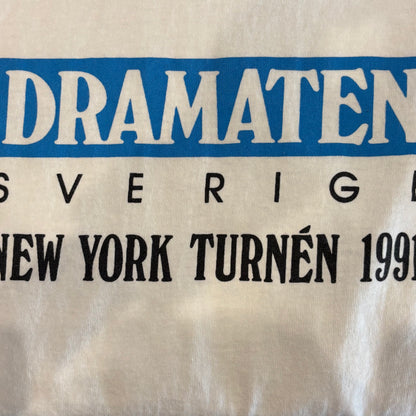 DRAMATEN
SVERIGE
NEW YORK TURNÉN 1991